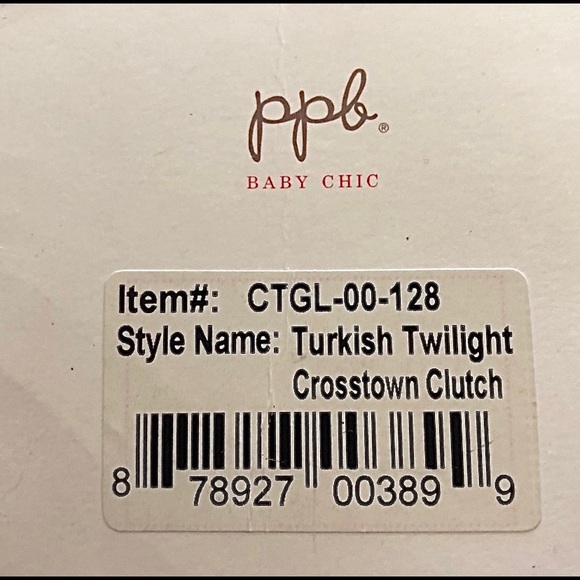 ppb®
BABY CHIC
Item#: CTGL-00-128
Style Name: Turkish Twilight
Crosstown Clutch
8 78927 00389 9